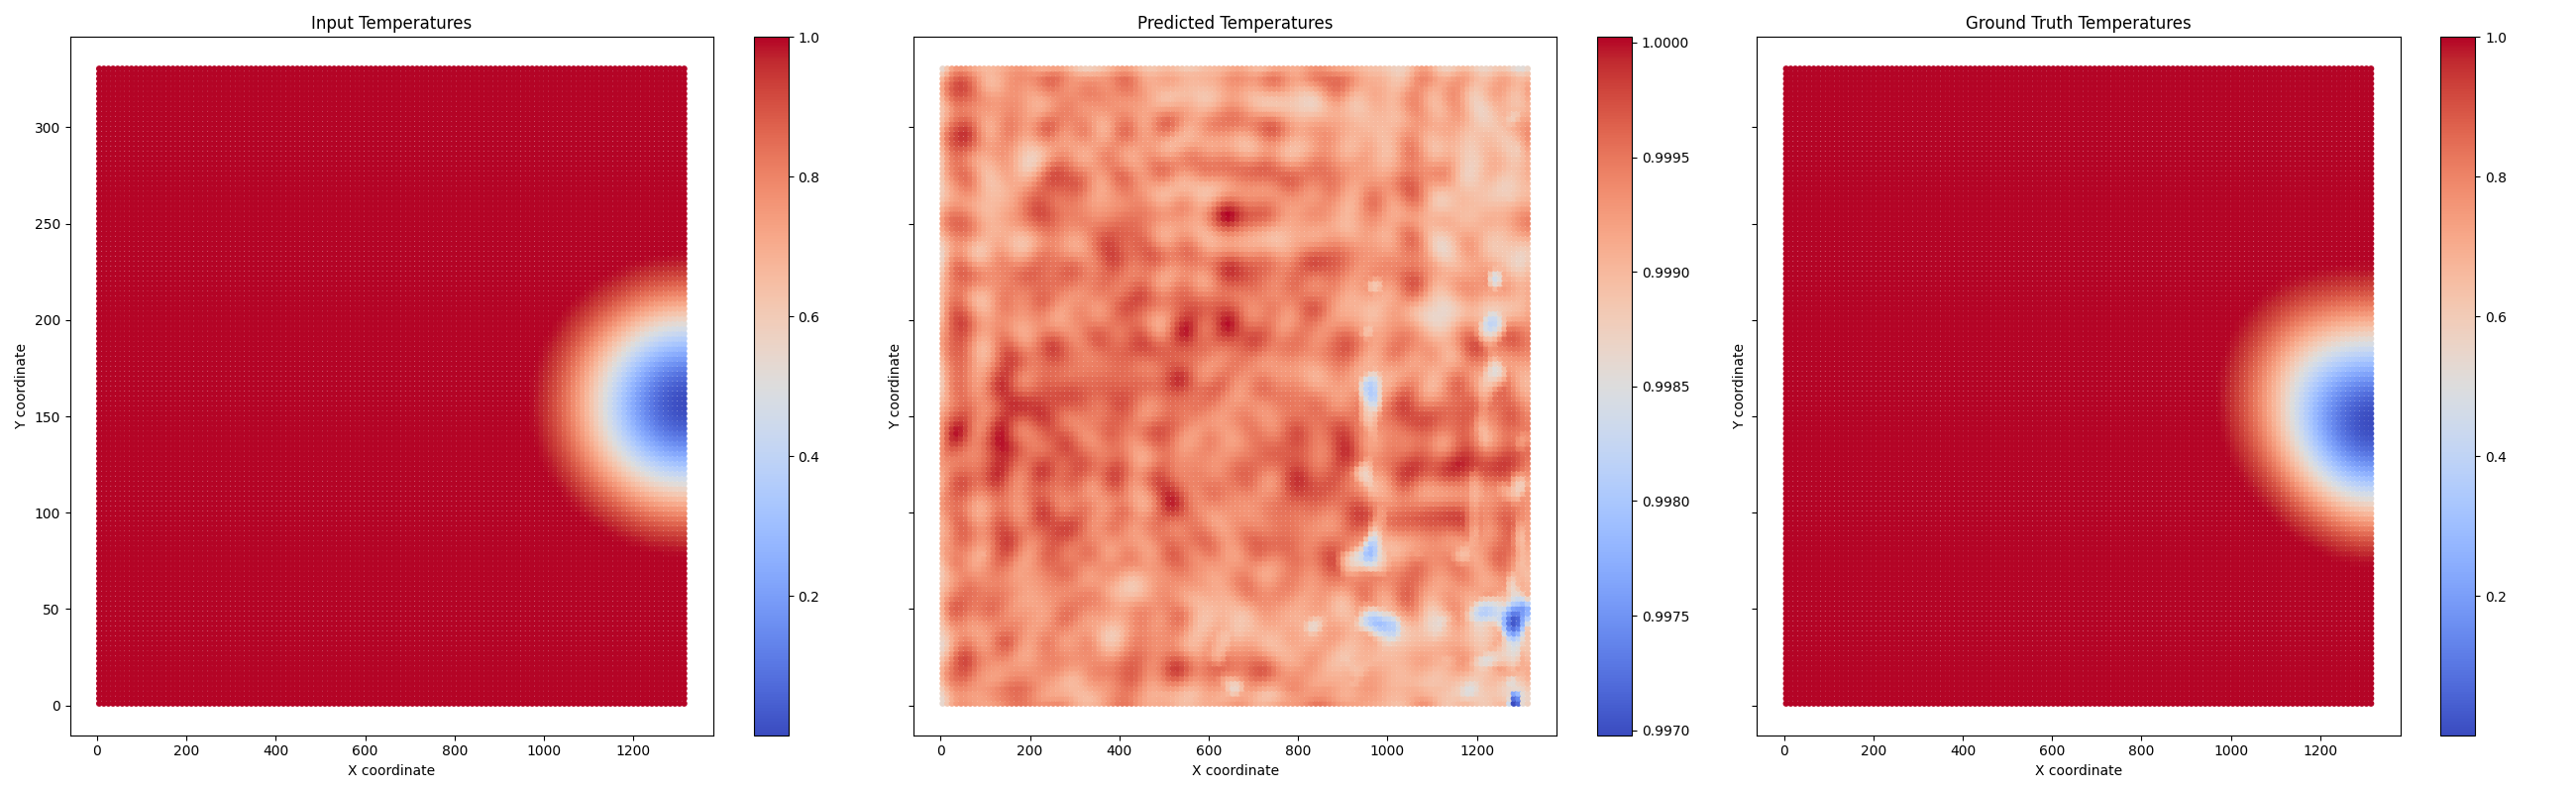 Input Temperatures
Predicted Temperatures
Ground Truth Temperatures
Y coordinate
300
250
200
150
100
50
0
0 200 400 600 800 1000 1200
X coordinate
1.0
0.8
0.6
0.4
0.2
Y coordinate
0 200 400 600 800 1000 1200
X coordinate
1.0000
0.9995
0.9990
0.9985
0.9980
0.9975
0.9970
Y coordinate
0 200 400 600 800 1000 1200
X coordinate
1.0
0.8
0.6
0.4
0.2